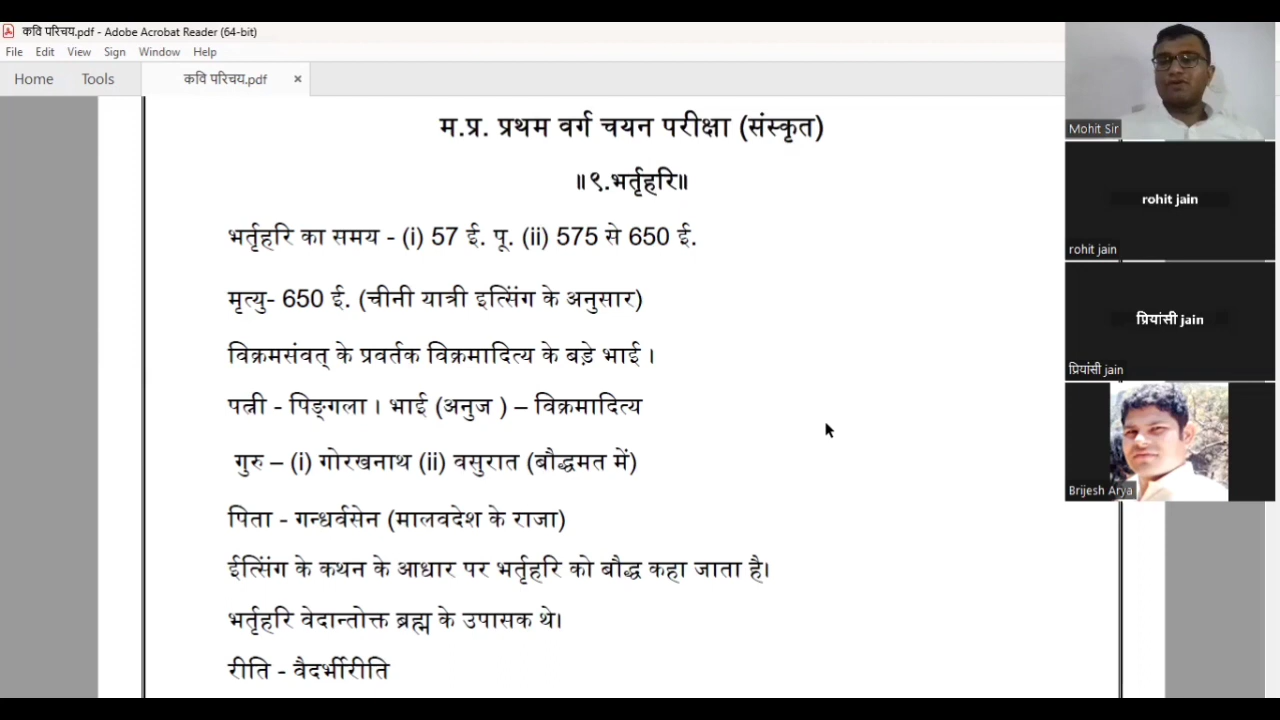 कवि परिचय.pdf - Adobe Acrobat Reader (64-bit)
File Edit View Sign Window Help
Home Tools कवि परिचय.pdf ×
म.प्र. प्रथम वर्ग चयन परीक्षा (संस्कृत)
॥९.भर्तृहरि॥
भर्तृहरि का समय - (i) 57 ई. पू. (ii) 575 से 650 ई.
मृत्यु- 650 ई. (चीनी यात्री इत्सिंग के अनुसार)
विक्रमसंवत् के प्रवर्तक विक्रमादित्य के बड़े भाई ।
पत्नी - पिङ्गला । भाई (अनुज ) – विक्रमादित्य
गुरु – (i) गोरखनाथ (ii) वसुरात (बौद्धमत में)
पिता - गन्धर्वसेन (मालवदेश के राजा)
ईत्सिंग के कथन के आधार पर भर्तृहरि को बौद्ध कहा जाता है।
भर्तृहरि वेदान्तोक्त ब्रह्म के उपासक थे।
रीति - वैदर्भीरीति
Mohit Sir
rohit jain
rohit jain
प्रियांसी jain
प्रियांसी jain
Brijesh Arya